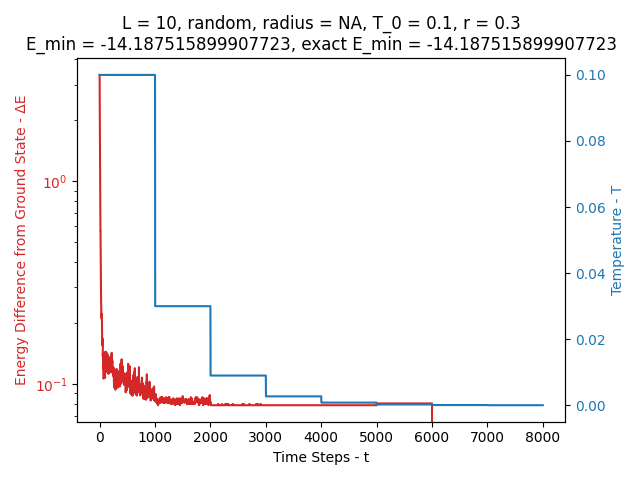 L = 10, random, radius = NA, T_0 = 0.1, r = 0.3
E_min = -14.187515899907723, exact E_min = -14.187515899907723
Energy Difference from Ground State - ΔE
10^0
10^-1
0.10
0.08
0.06
0.04
0.02
0.00
Temperature - T
0 1000 2000 3000 4000 5000 6000 7000 8000
Time Steps - t